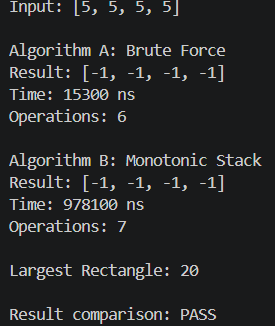 Input: [5, 5, 5, 5]
Algorithm A: Brute Force
Result: [-1, -1, -1, -1]
Time: 15300 ns
Operations: 6
Algorithm B: Monotonic Stack
Result: [-1, -1, -1, -1]
Time: 978100 ns
Operations: 7
Largest Rectangle: 20
Result comparison: PASS